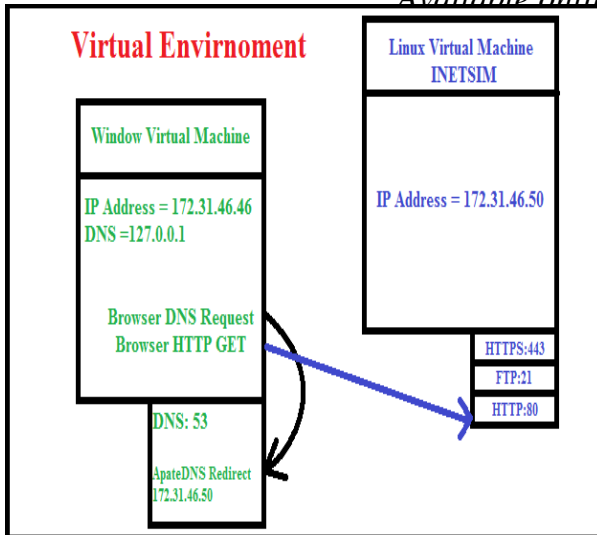 Virtual Envirnoment
Linux Virtual Machine
INETSIM
Window Virtual Machine
IP Address = 172.31.46.46
DNS =127.0.0.1
IP Address = 172.31.46.50
Browser DNS Request
Browser HTTP GET
HTTPS:443
FTP:21
HTTP:80
DNS: 53
ApateDNS Redirect
172.31.46.50